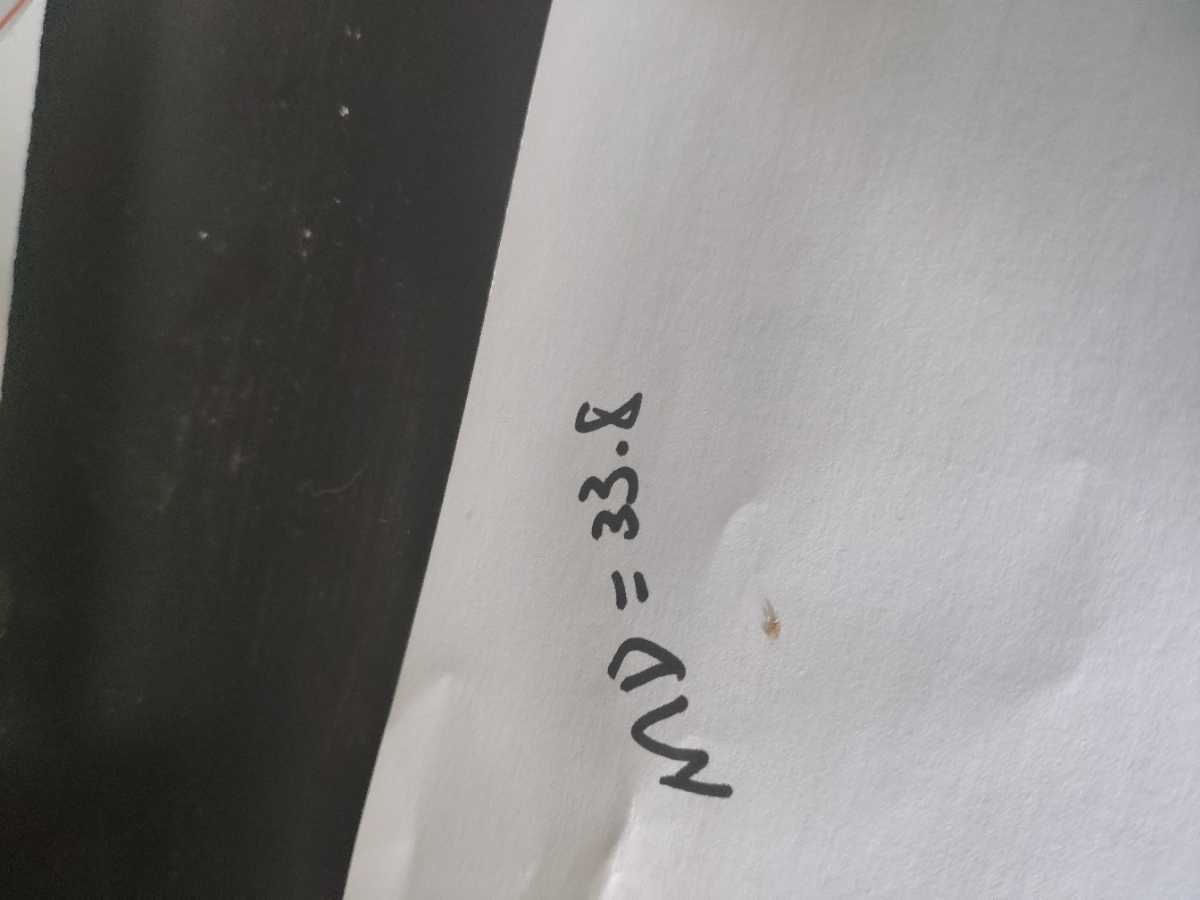 MD = 33.8